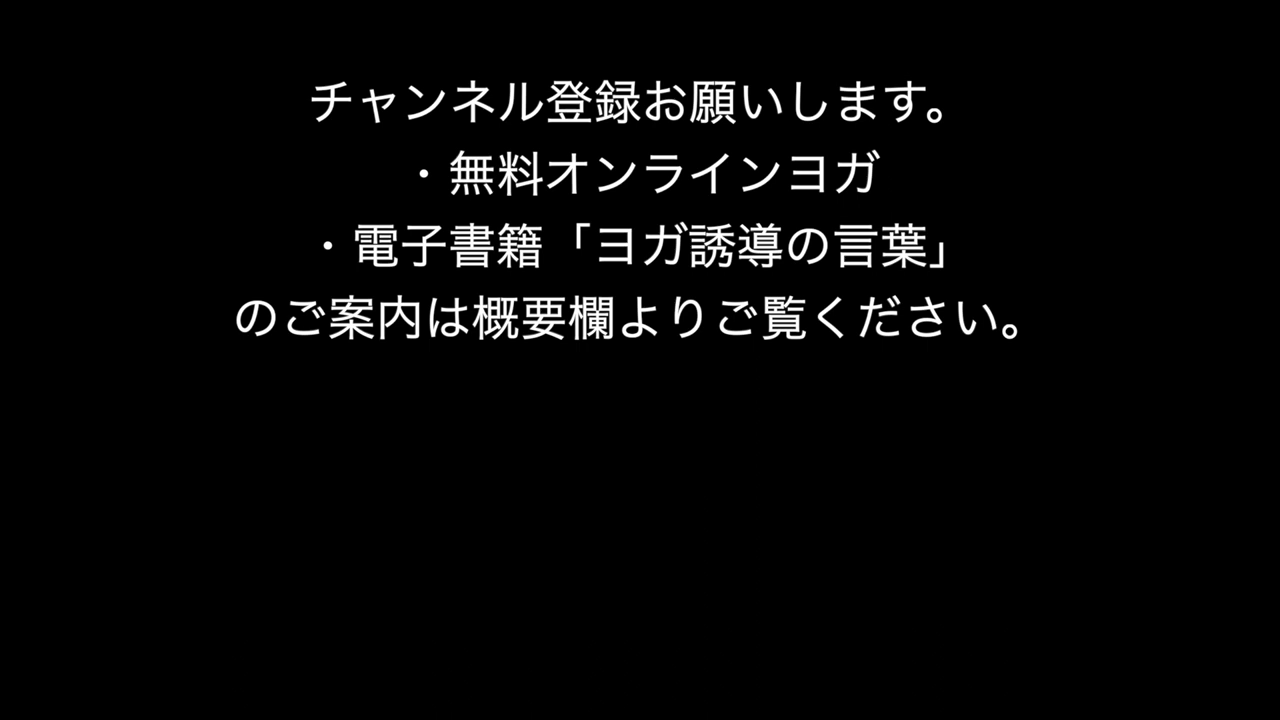 チャンネル登録お願いします。
・無料オンラインヨガ
・電子書籍「ヨガ誘導の言葉」
のご案内は概要欄よりご覧ください。